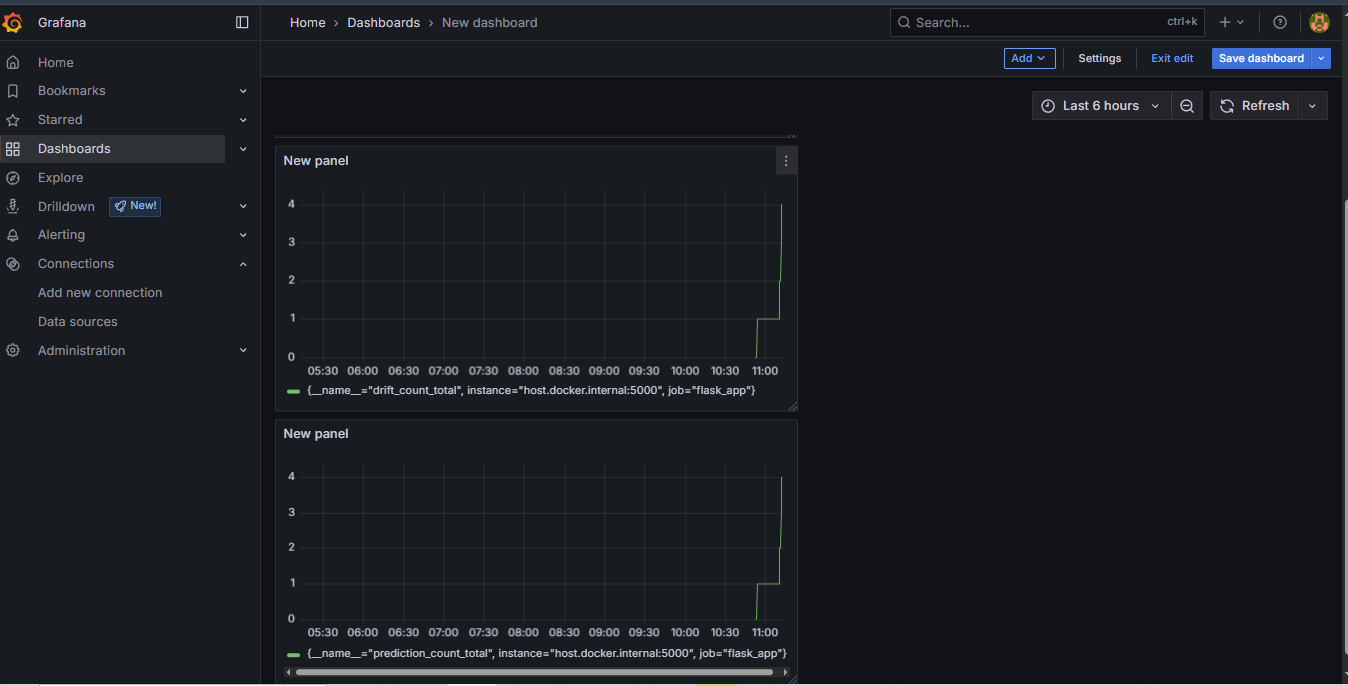 Grafana
Home › Dashboards › New dashboard
Search... ctrl+k
Home
Bookmarks
Starred
Dashboards
Explore
Drilldown New!
Alerting
Connections
Add new connection
Data sources
Administration
Add Settings Exit edit Save dashboard
Last 6 hours Refresh
New panel
4
3
2
1
0
05:30 06:00 06:30 07:00 07:30 08:00 08:30 09:00 09:30 10:00 10:30 11:00
{__name__="drift_count_total", instance="host.docker.internal:5000", job="flask_app"}
New panel
4
3
2
1
0
05:30 06:00 06:30 07:00 07:30 08:00 08:30 09:00 09:30 10:00 10:30 11:00
{__name__="prediction_count_total", instance="host.docker.internal:5000", job="flask_app"}